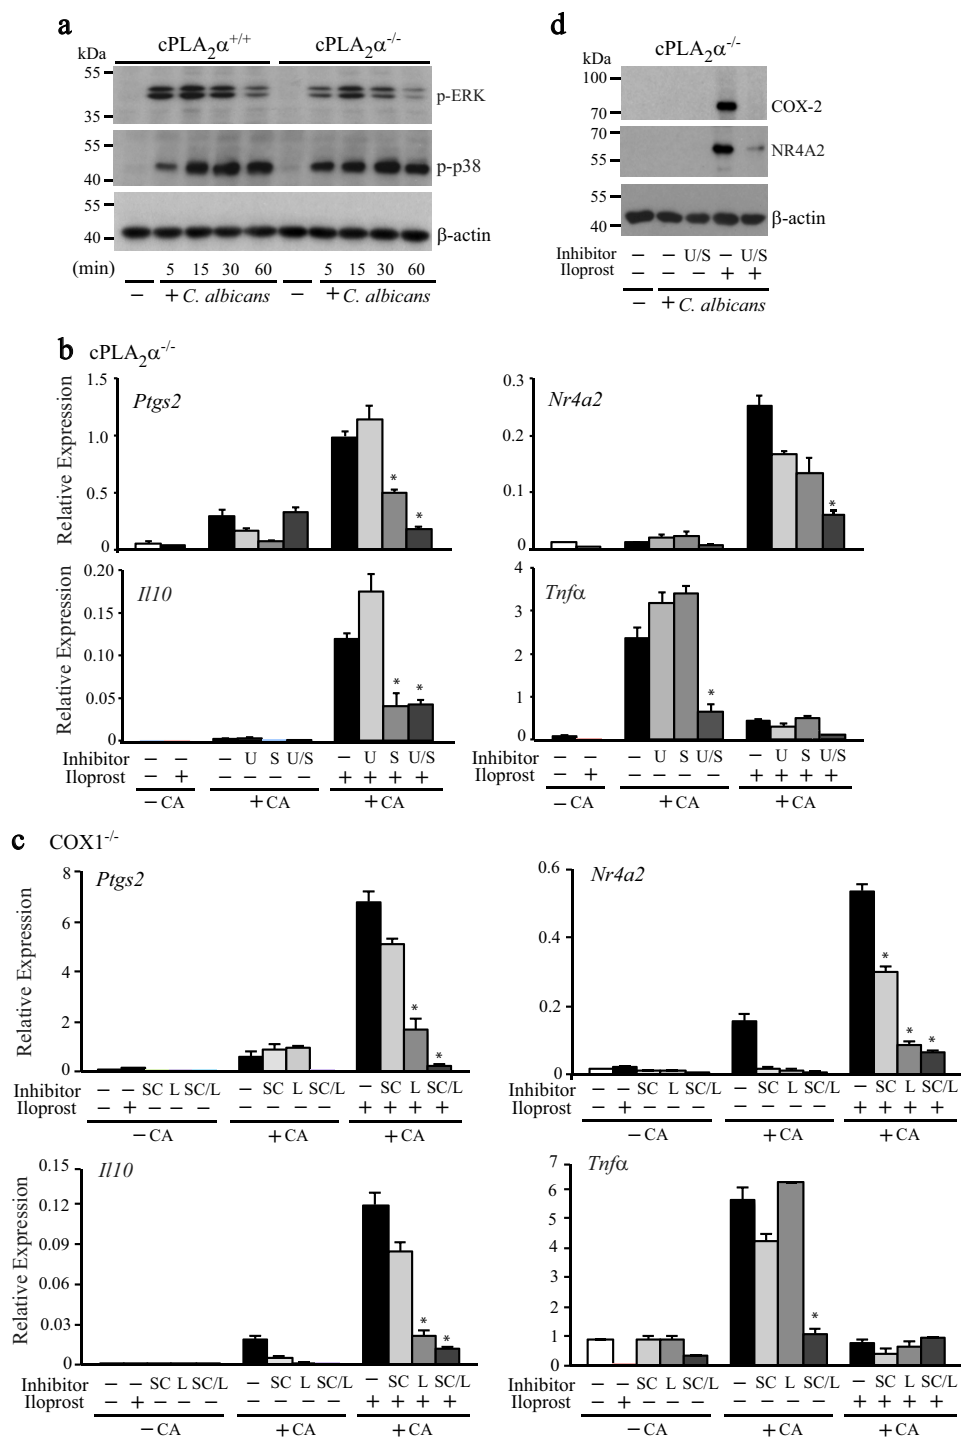 a
cPLA2α+/+ cPLA2α-/-
kDa
55
p-ERK
35
55
p-p38
40
55
40 β-actin
(min) 5 15 30 60 5 15 30 60
− + C. albicans − + C. albicans
d
cPLA2α-/-
kDa
100
COX-2
70
70
NR4A2
55
55
β-actin
40
Inhibitor − − U/S − U/S
Iloprost − − − + +
− + C. albicans
b cPLA2α-/-
Relative Expression
1.5
1.0
0.5
0
Ptgs2
* *
0.3
0.2
0.1
0
Nr4a2
*
Relative Expression
0.20
0.15
0.10
0.05
0
Il10
* *
Inhibitor − − − U S U/S − U S U/S
Iloprost − + − − − − + + + +
− CA + CA + CA
4
3
2
1
0
Tnfα
*
Inhibitor − − − U S U/S − U S U/S
Iloprost − + − − − − + + + +
− CA + CA + CA
c COX1-/-
Relative Expression
8
6
4
2
0
Ptgs2
* *
Inhibitor − − SC L SC/L − SC L SC/L − SC L SC/L
Iloprost − + − − − − − − − + + + +
− CA + CA + CA
0.6
0.4
0.2
0
Nr4a2
* * *
Inhibitor − − SC L SC/L − SC L SC/L − SC L SC/L
Iloprost − + − − − − − − − + + + +
− CA + CA + CA
Relative Expression
0.15
0.12
0.09
0.06
0.03
0
Il10
* *
Inhibitor − − SC L SC/L − SC L SC/L − SC L SC/L
Iloprost − + − − − − − − − + + + +
− CA + CA + CA
7
6
5
4
3
2
1
0
Tnfα
*
Inhibitor − − SC L SC/L − SC L SC/L − SC L SC/L
Iloprost − + − − − − − − − + + + +
− CA + CA + CA